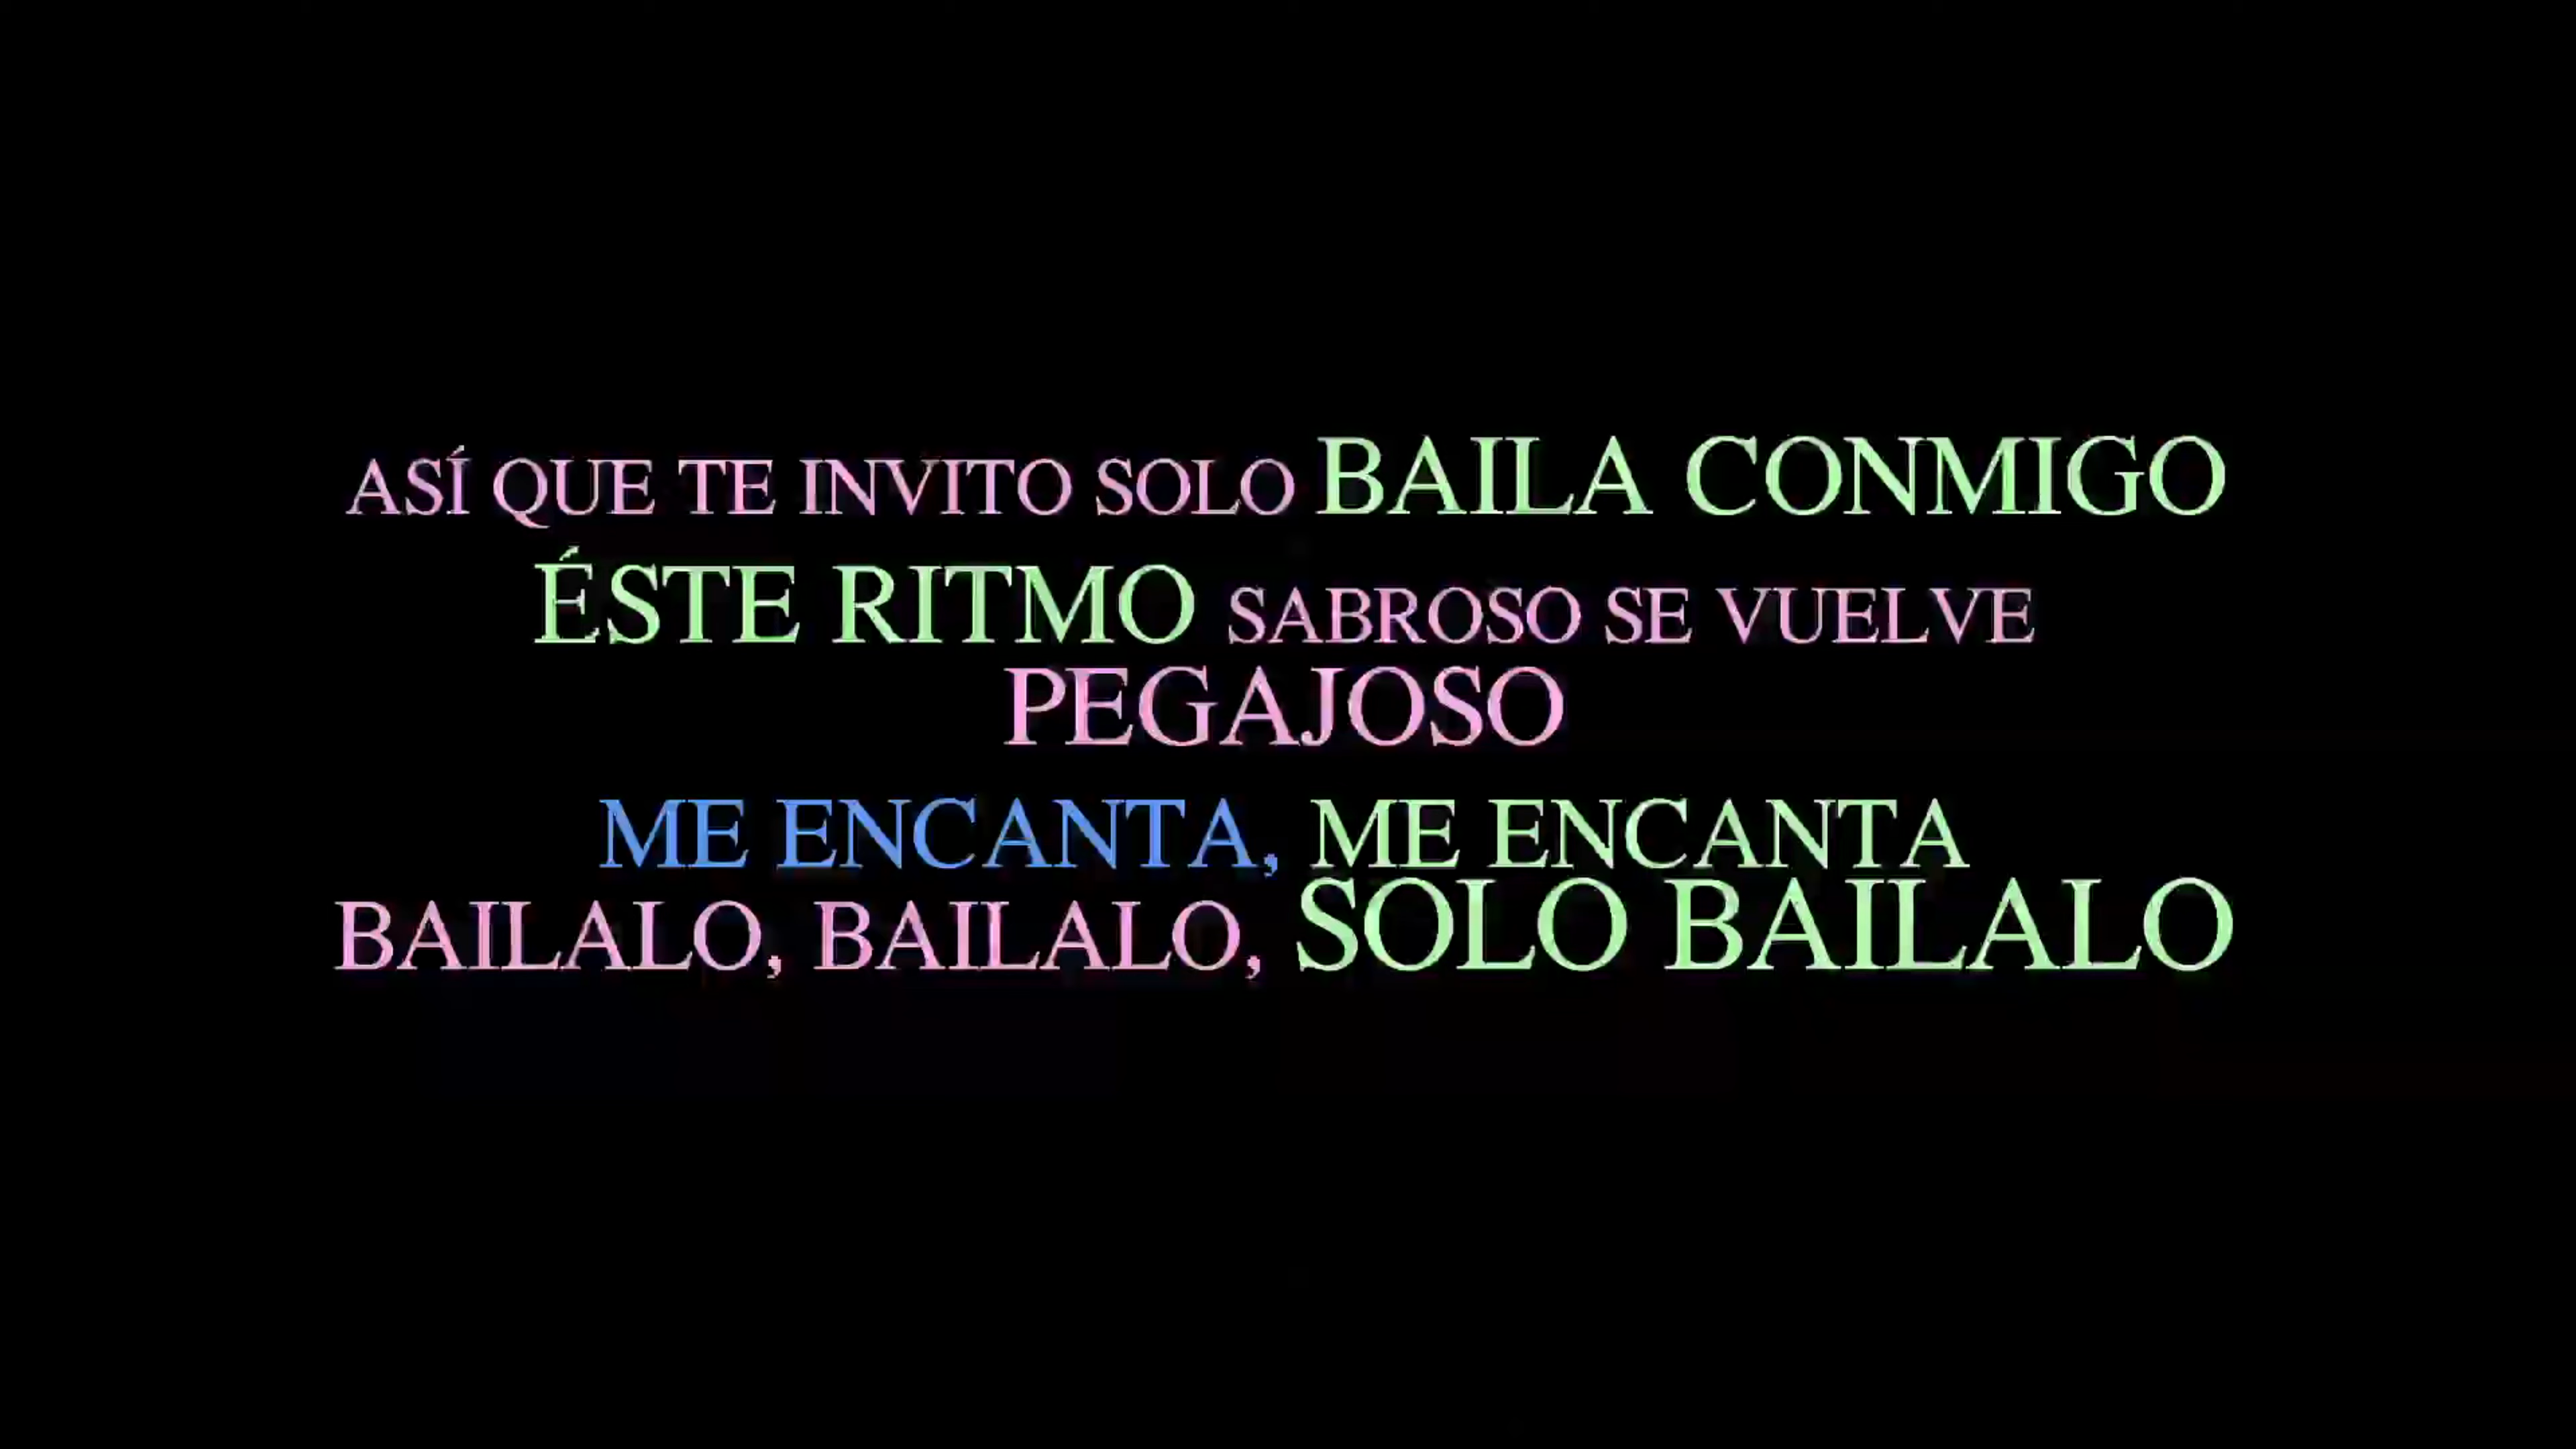 ASÍ QUE TE INVITO SOLO BAILA CONMIGO
ÉSTE RITMO SABROSO SE VUELVE
PEGAJOSO
ME ENCANTA, ME ENCANTA
BAILALO, BAILALO, SOLO BAILALO